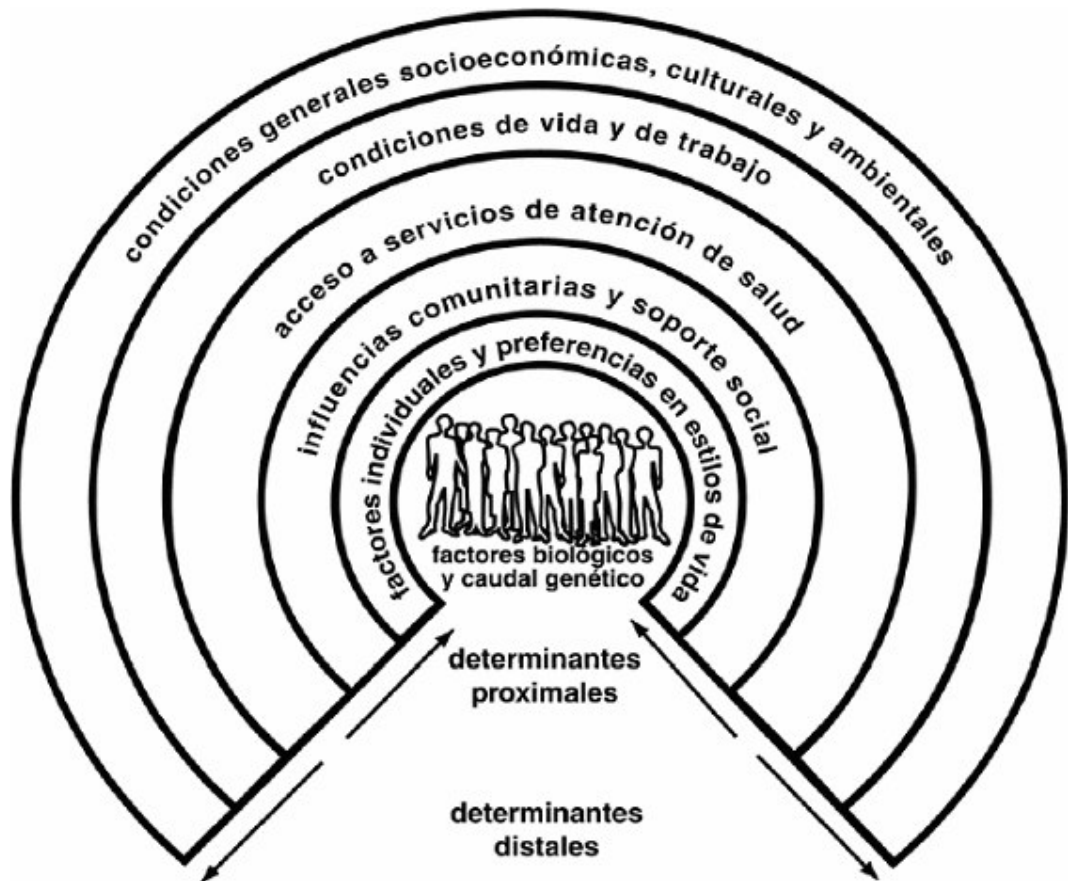 condiciones generales socioeconómicas, culturales y ambientales
condiciones de vida y de trabajo
acceso a servicios de atención de salud
influencias comunitarias y soporte social
factores individuales y preferencias en estilos de vida
factores biológicos
y caudal genético
determinantes
proximales
determinantes
distales